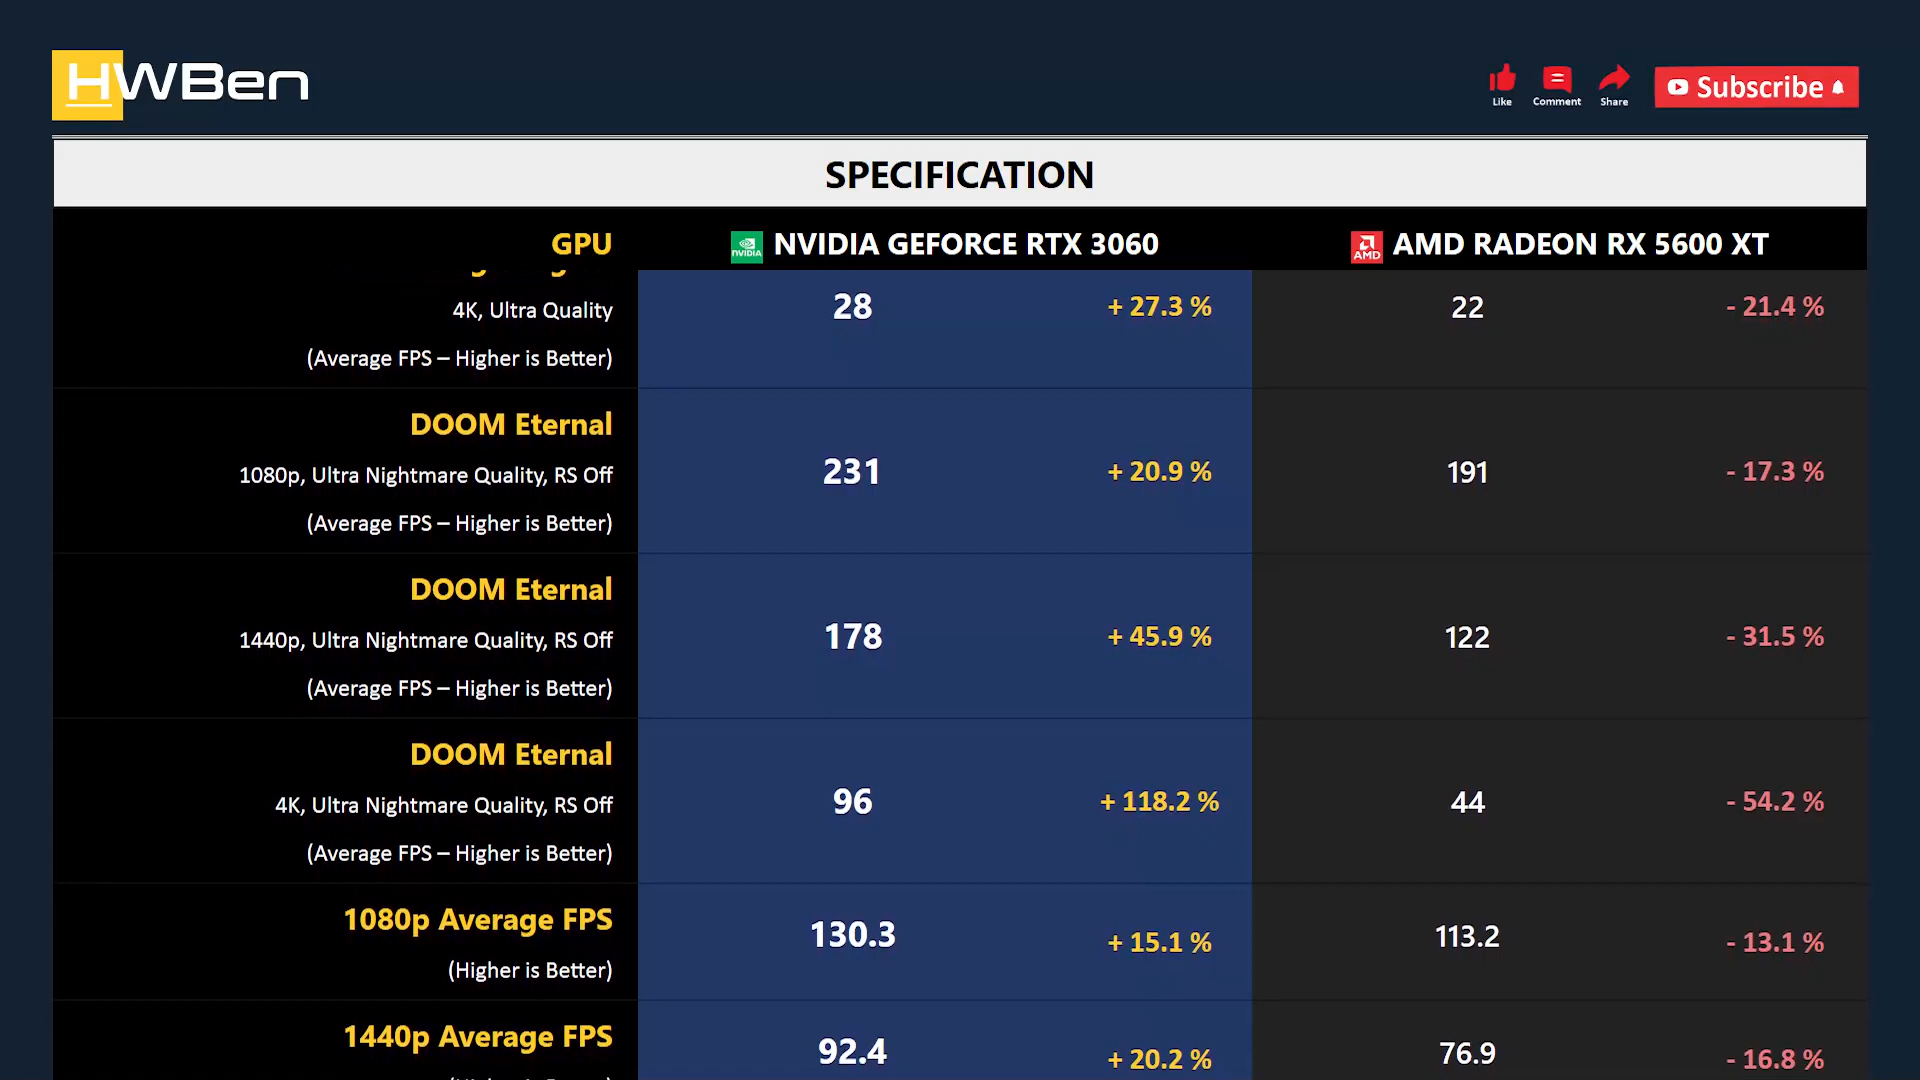 HWBen
Like
Comment
Share
Subscribe
SPECIFICATION
GPU
NVIDIA
NVIDIA GEFORCE RTX 3060
AMD
AMD RADEON RX 5600 XT
4K, Ultra Quality
(Average FPS – Higher is Better)
28
+ 27.3 %
22
- 21.4 %
DOOM Eternal
1080p, Ultra Nightmare Quality, RS Off
(Average FPS – Higher is Better)
231
+ 20.9 %
191
- 17.3 %
DOOM Eternal
1440p, Ultra Nightmare Quality, RS Off
(Average FPS – Higher is Better)
178
+ 45.9 %
122
- 31.5 %
DOOM Eternal
4K, Ultra Nightmare Quality, RS Off
(Average FPS – Higher is Better)
96
+ 118.2 %
44
- 54.2 %
1080p Average FPS
(Higher is Better)
130.3
+ 15.1 %
113.2
- 13.1 %
1440p Average FPS
92.4
+ 20.2 %
76.9
- 16.8 %